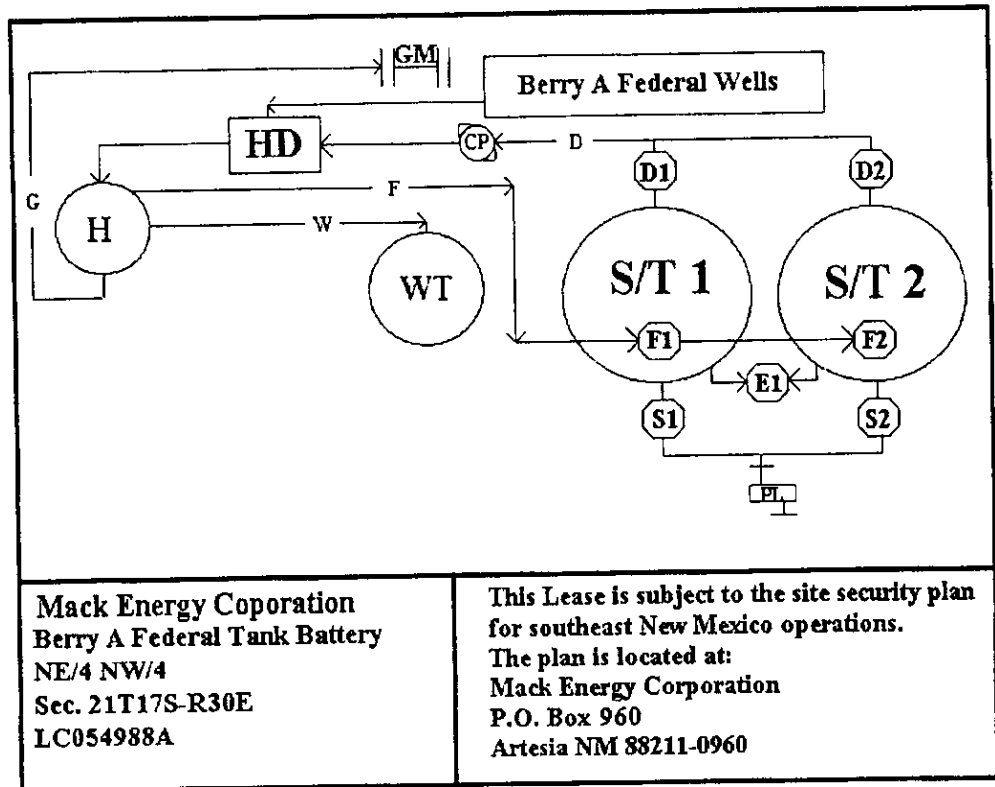 GM
Berry A Federal Wells
HD
CP
D
D1
D2
G
F
H
W
WT
S/T 1
S/T 2
F1
F2
E1
S1
S2
PL
Mack Energy Coporation
Berry A Federal Tank Battery
NE/4 NW/4
Sec. 21T17S-R30E
LC054988A
This Lease is subject to the site security plan
for southeast New Mexico operations.
The plan is located at:
Mack Energy Corporation
P.O. Box 960
Artesia NM 88211-0960